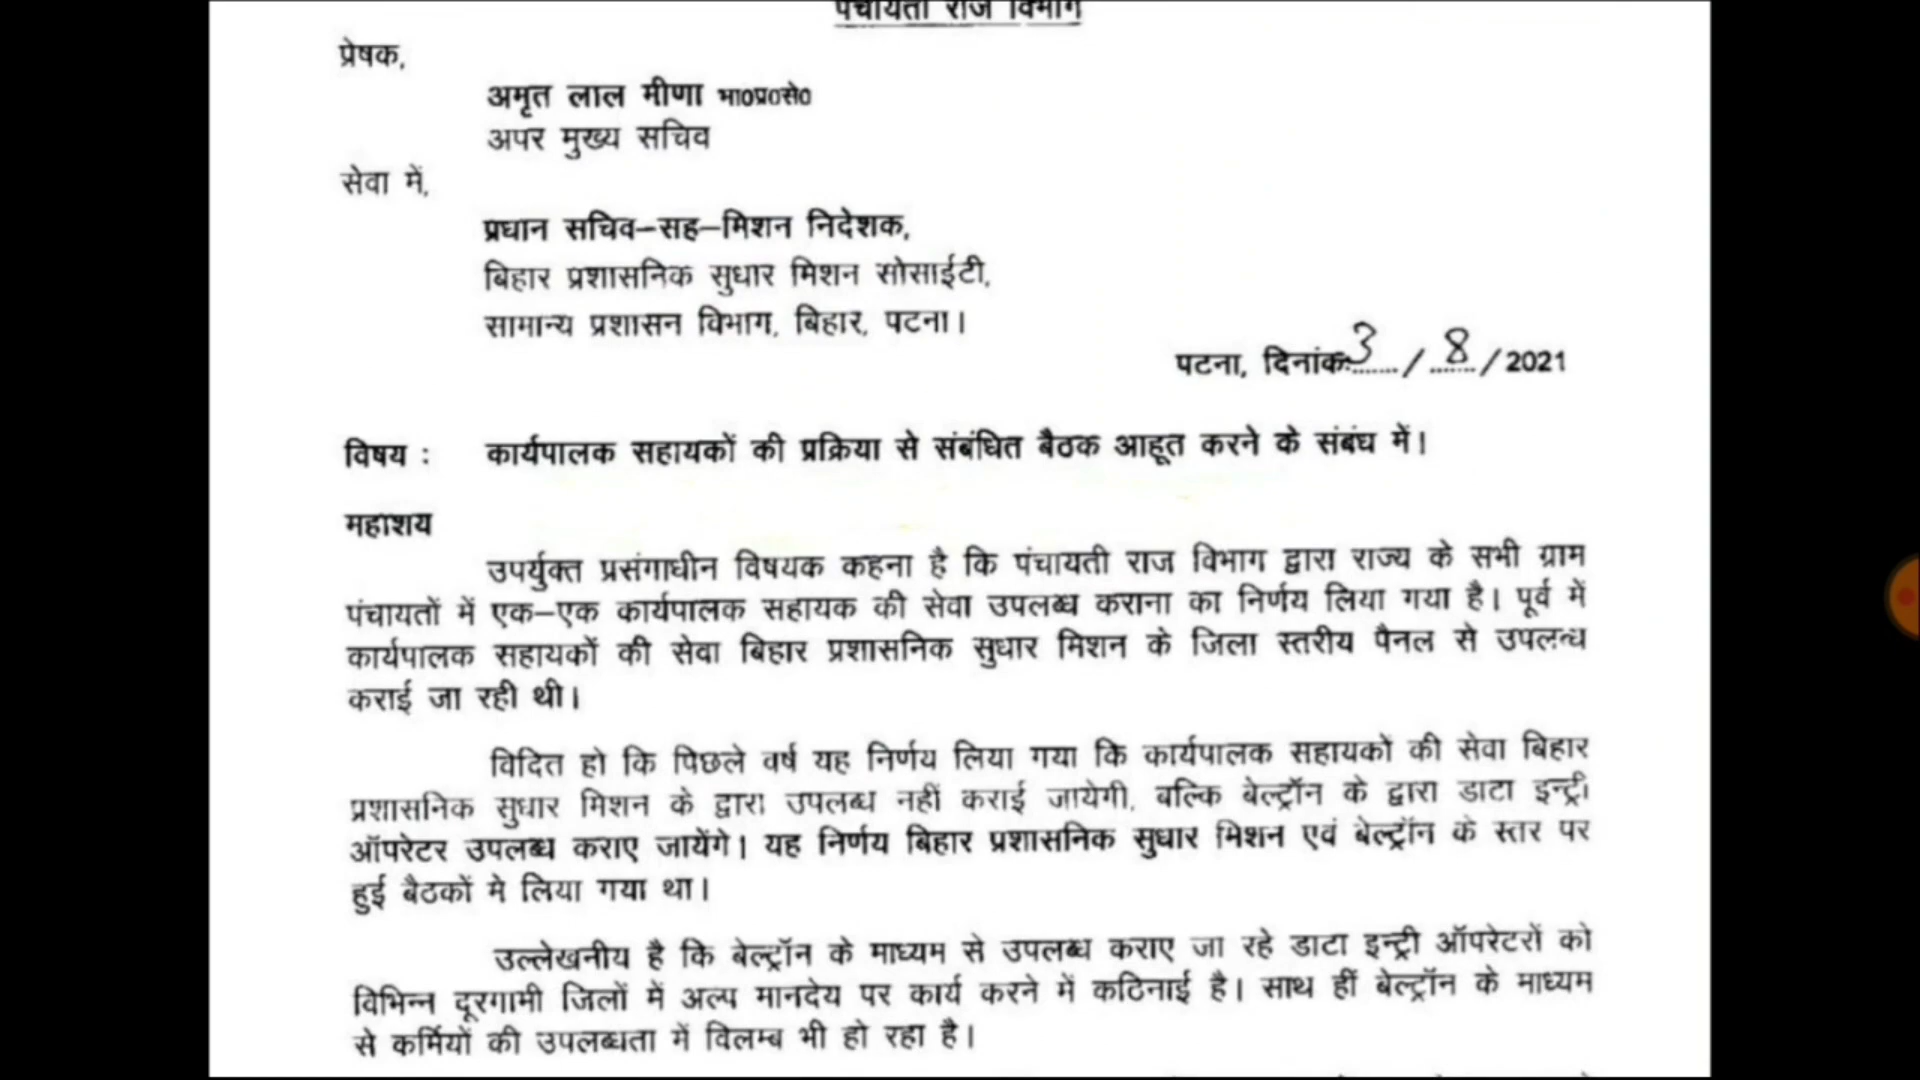 पंचायती राज विभाग
प्रेषक,
अमृत लाल मीणा भा0प्र0से0
अपर मुख्य सचिव
सेवा में,
प्रधान सचिव–सह–मिशन निदेशक,
बिहार प्रशासनिक सुधार मिशन सोसाईटी,
सामान्य प्रशासन विभाग, बिहार, पटना।
पटना, दिनांक:3/8/2021
विषय : कार्यपालक सहायकों की प्रक्रिया से संबंधित बैठक आहूत करने के संबंध में।
महाशय
उपर्युक्त प्रसंगाधीन विषयक कहना है कि पंचायती राज विभाग द्वारा राज्य के सभी ग्राम
पंचायतों में एक–एक कार्यपालक सहायक की सेवा उपलब्ध कराना का निर्णय लिया गया है। पूर्व में
कार्यपालक सहायकों की सेवा बिहार प्रशासनिक सुधार मिशन के जिला स्तरीय पैनल से उपलब्ध
कराई जा रही थी।
विदित हो कि पिछले वर्ष यह निर्णय लिया गया कि कार्यपालक सहायकों की सेवा बिहार
प्रशासनिक सुधार मिशन के द्वारा उपलब्ध नहीं कराई जायेगी, बल्कि बेल्ट्रॉन के द्वारा डाटा इन्ट्री
ऑपरेटर उपलब्ध कराए जायेंगे। यह निर्णय बिहार प्रशासनिक सुधार मिशन एवं बेल्ट्रॉन के स्तर पर
हुई बैठकों मे लिया गया था।
उल्लेखनीय है कि बेल्ट्रॉन के माध्यम से उपलब्ध कराए जा रहे डाटा इन्ट्री ऑपरेटरों को
विभिन्न दूरगामी जिलों में अल्प मानदेय पर कार्य करने में कठिनाई है। साथ हीं बेल्ट्रॉन के माध्यम
से कर्मियों की उपलब्धता में विलम्ब भी हो रहा है।